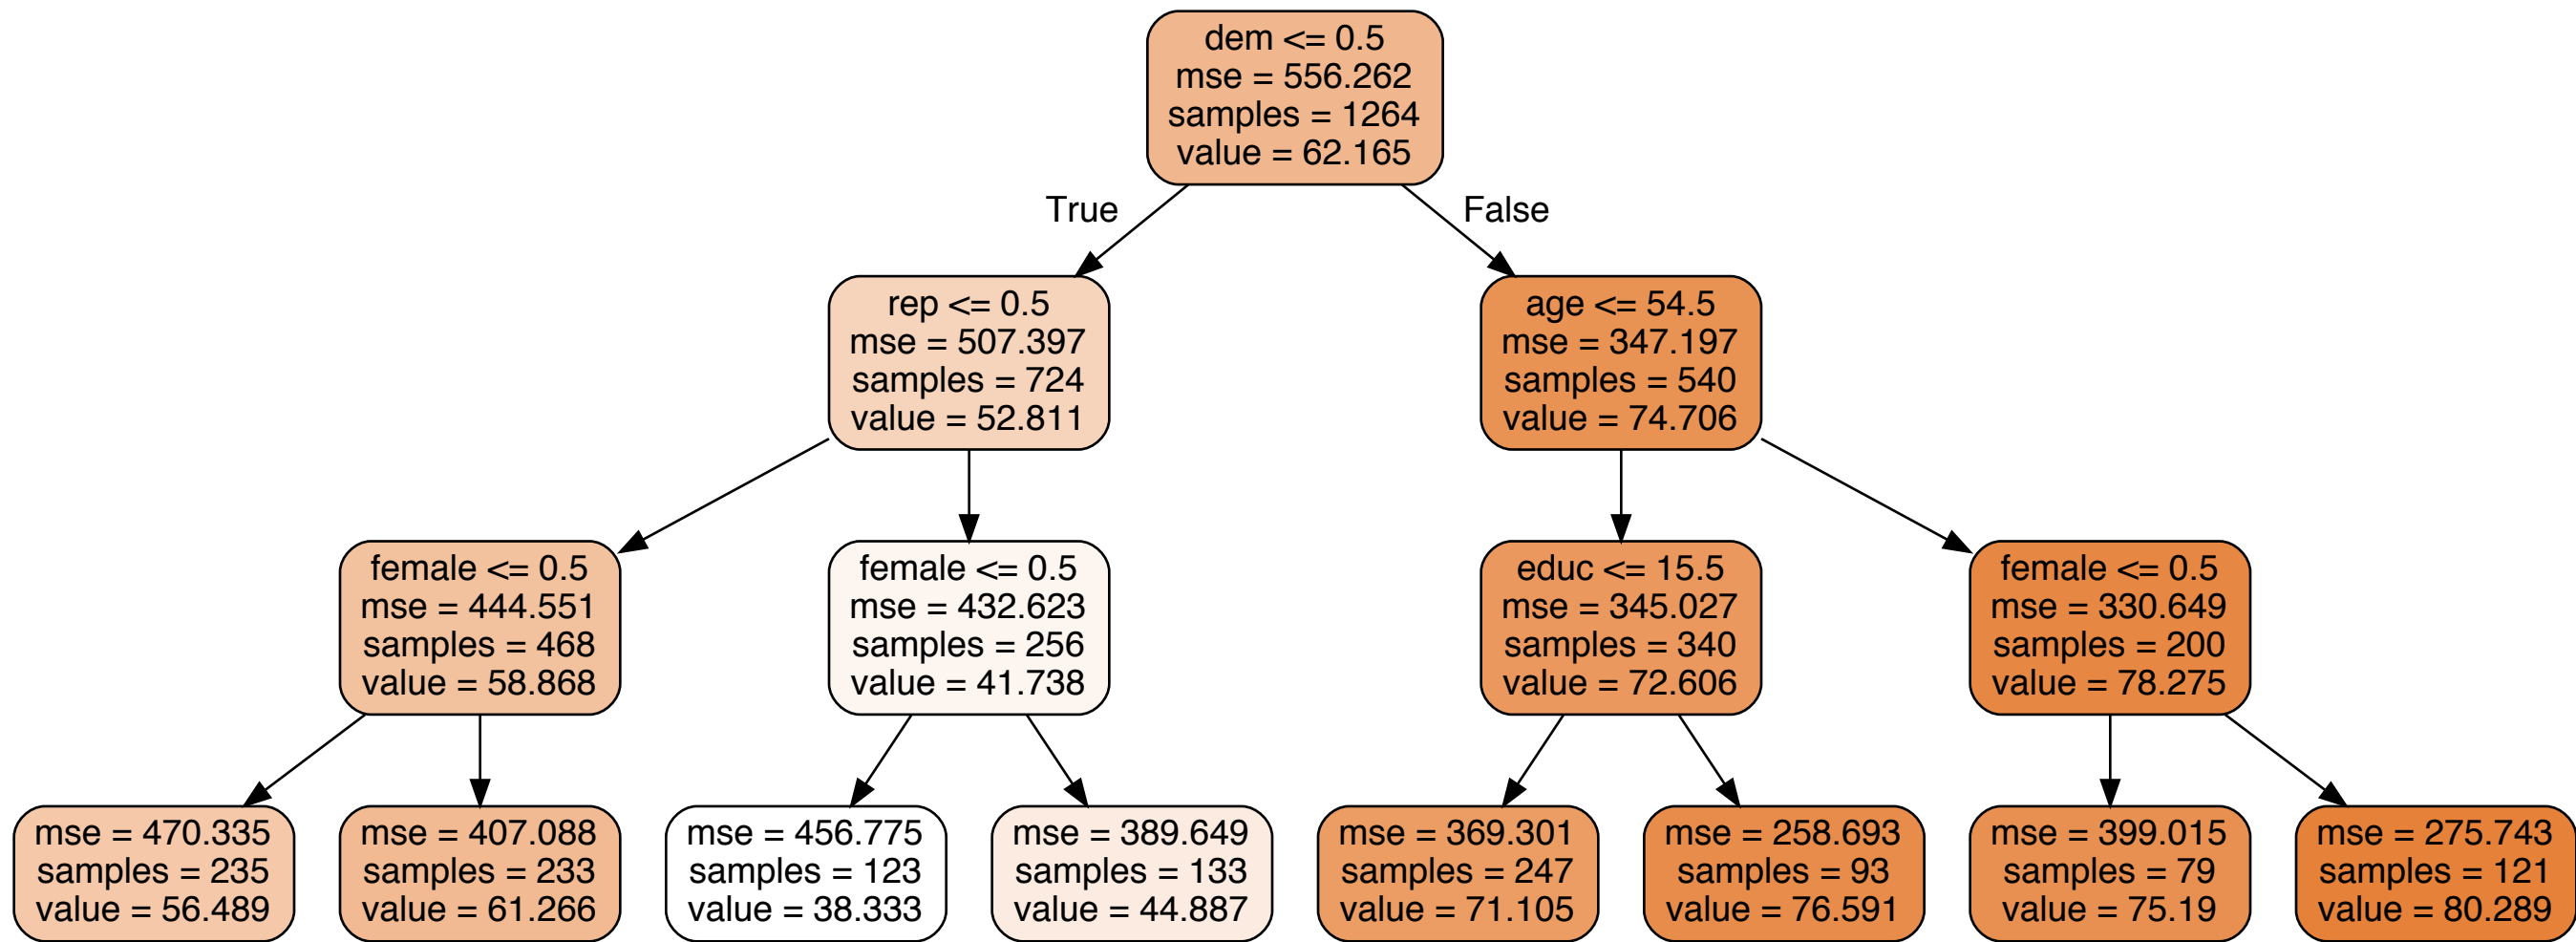 dem <= 0.5
mse = 556.262
samples = 1264
value = 62.165
True
False
rep <= 0.5
mse = 507.397
samples = 724
value = 52.811
age <= 54.5
mse = 347.197
samples = 540
value = 74.706
female <= 0.5
mse = 444.551
samples = 468
value = 58.868
female <= 0.5
mse = 432.623
samples = 256
value = 41.738
educ <= 15.5
mse = 345.027
samples = 340
value = 72.606
female <= 0.5
mse = 330.649
samples = 200
value = 78.275
mse = 470.335
samples = 235
value = 56.489
mse = 407.088
samples = 233
value = 61.266
mse = 456.775
samples = 123
value = 38.333
mse = 389.649
samples = 133
value = 44.887
mse = 369.301
samples = 247
value = 71.105
mse = 258.693
samples = 93
value = 76.591
mse = 399.015
samples = 79
value = 75.19
mse = 275.743
samples = 121
value = 80.289